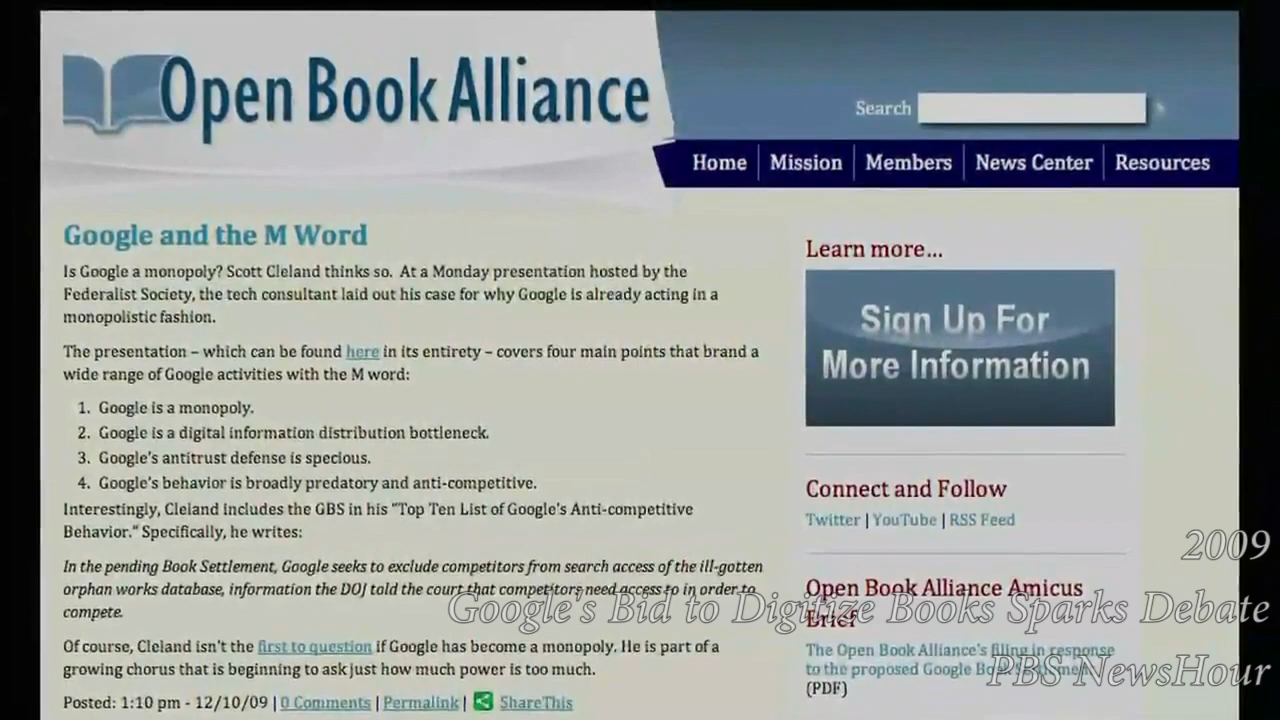 Open Book Alliance
Search
Home
Mission
Members
News Center
Resources
Google and the M Word
Is Google a monopoly? Scott Cleland thinks so. At a Monday presentation hosted by the
Federalist Society, the tech consultant laid out his case for why Google is already acting in a
monopolistic fashion.
The presentation – which can be found here in its entirety – covers four main points that brand a
wide range of Google activities with the M word:
1. Google is a monopoly.
2. Google is a digital information distribution bottleneck.
3. Google's antitrust defense is specious.
4. Google's behavior is broadly predatory and anti-competitive.
Interestingly, Cleland includes the GBS in his "Top Ten List of Google's Anti-competitive
Behavior." Specifically, he writes:
In the pending Book Settlement, Google seeks to exclude competitors from search access of the ill-gotten
orphan works database, information the DOJ told the court that competitors need access to in order to
compete.
Of course, Cleland isn't the first to question if Google has become a monopoly. He is part of a
growing chorus that is beginning to ask just how much power is too much.
Posted: 1:10 pm - 12/10/09 | 0 Comments | Permalink | ShareThis
Learn more...
Sign Up For
More Information
Connect and Follow
Twitter | YouTube | RSS Feed
Open Book Alliance Amicus
Brief
The Open Book Alliance's filing in response
to the proposed Google
(PDF)
2009
Google's Bid to Digitize Books Sparks Debate
PBS NewsHour